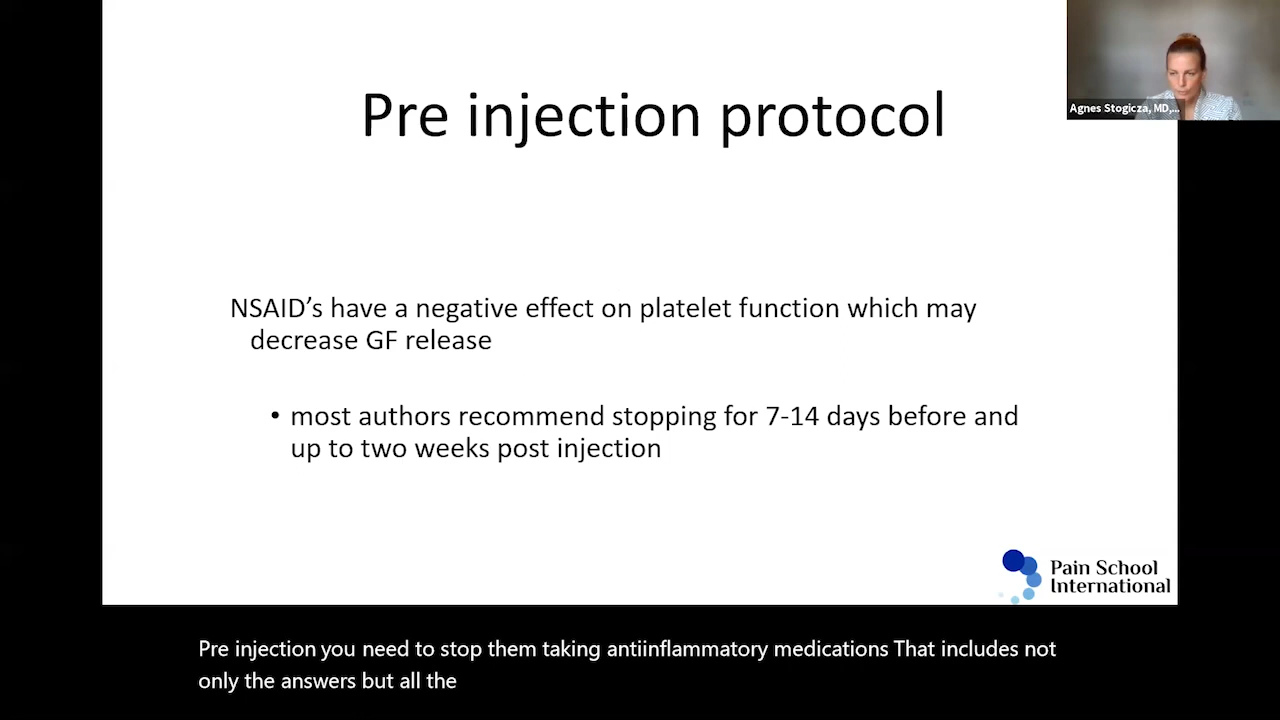 Agnes Stogicza, MD,...
Pre injection protocol
NSAID’s have a negative effect on platelet function which may
decrease GF release
• most authors recommend stopping for 7-14 days before and
up to two weeks post injection
Pain School
International
Pre injection you need to stop them taking antiinflammatory medications That includes not
only the answers but all the